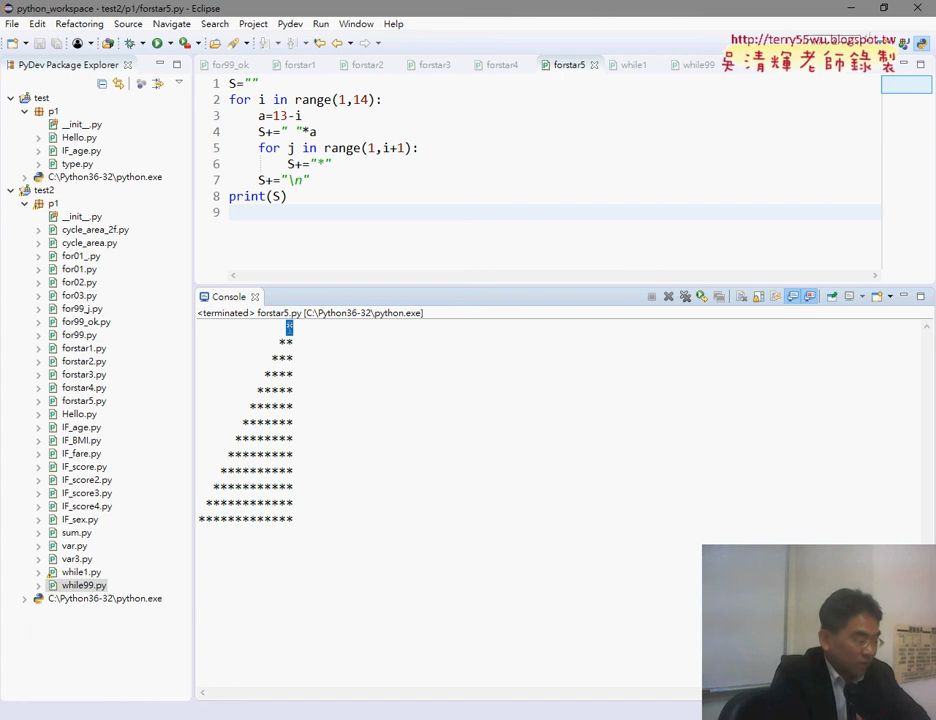 python_workspace - test2/p1/forstar5.py - Eclipse
File Edit Refactoring Source Navigate Search Project Pydev Run Window Help
http://terry55wu.blogspot.tw
吳清輝老師錄製
PyDev Package Explorer
for99_ok forstar1 forstar2 forstar3 forstar4 forstar5 while1 while99
test
p1
__init__.py
Hello.py
IF_age.py
type.py
C:\Python36-32\python.exe
test2
p1
__init__.py
cycle_area_2f.py
cycle_area.py
for01_.py
for01.py
for02.py
for03.py
for99_j.py
for99_ok.py
for99.py
forstar1.py
forstar2.py
forstar3.py
forstar4.py
forstar5.py
Hello.py
IF_age.py
IF_BMI.py
IF_fare.py
IF_score.py
IF_score2.py
IF_score3.py
IF_score4.py
IF_sex.py
sum.py
var.py
var3.py
while1.py
while99.py
C:\Python36-32\python.exe
1 S=""
2 for i in range(1,14):
3     a=13-i
4     S+=" "*a
5     for j in range(1,i+1):
6         S+="*"
7     S+="\n"
8 print(S)
9
Console
<terminated> forstar5.py [C:\Python36-32\python.exe]
            *
           **
          ***
         ****
        *****
       ******
      *******
     ********
    *********
   **********
  ***********
 ************
*************